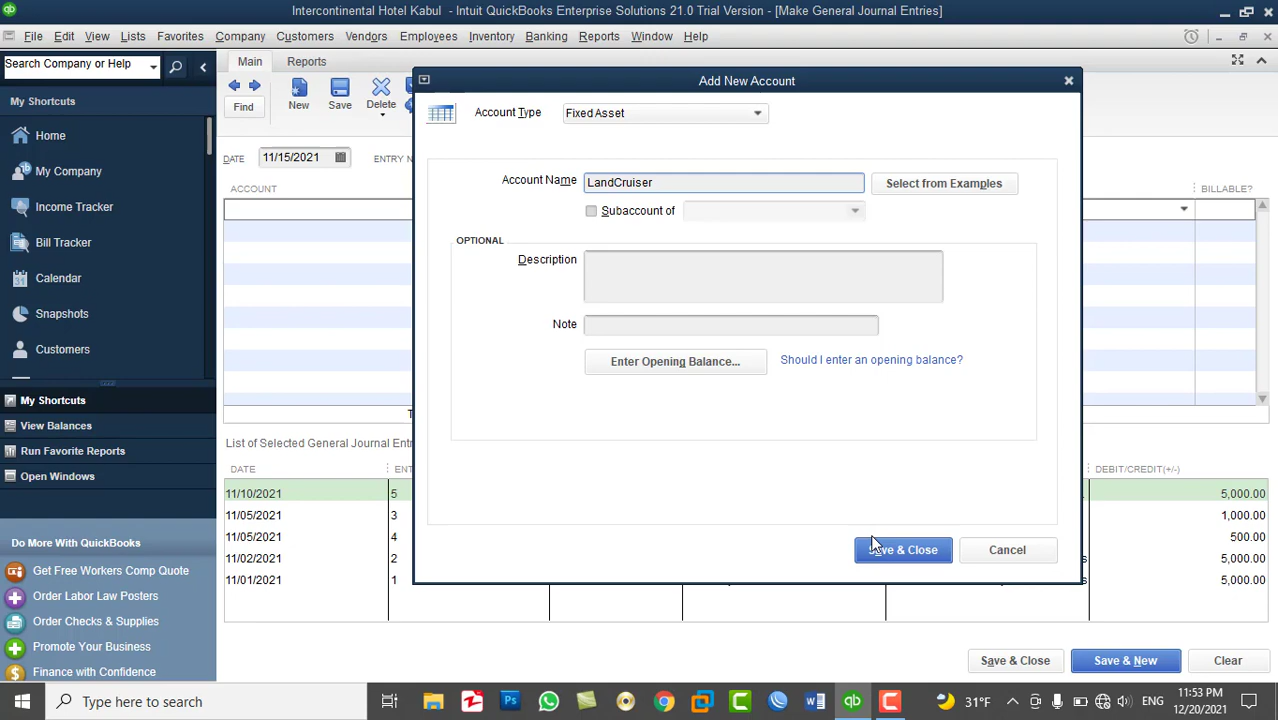 Intercontinental Hotel Kabul - Intuit QuickBooks Enterprise Solutions 21.0 Trial Version - [Make General Journal Entries]
File Edit View Lists Favorites Company Customers Vendors Employees Inventory Banking Reports Window Help
Search Company or Help
Main Reports
My Shortcuts
Find New Save Delete
Home
My Company
Income Tracker
Bill Tracker
Calendar
Snapshots
Customers
My Shortcuts
View Balances
Run Favorite Reports
Open Windows
Do More With QuickBooks
Get Free Workers Comp Quote
Order Labor Law Posters
Order Checks & Supplies
Promote Your Business
Finance with Confidence
DATE 11/15/2021 ENTRY N
ACCOUNT BILLABLE?
T
Add New Account
Account Type Fixed Asset
Account Name LandCruiser Select from Examples
Subaccount of
OPTIONAL
Description
Note
Enter Opening Balance... Should I enter an opening balance?
Save & Close Cancel
List of Selected General Journal Entri
DATE ENT DEBIT/CREDIT(+/-)
11/10/2021 5 5,000.00
11/05/2021 3 1,000.00
11/05/2021 4 500.00
11/02/2021 2 5,000.00
11/01/2021 1 5,000.00
Save & Close Save & New Clear
Type here to search
31°F ENG 11:53 PM
12/20/2021